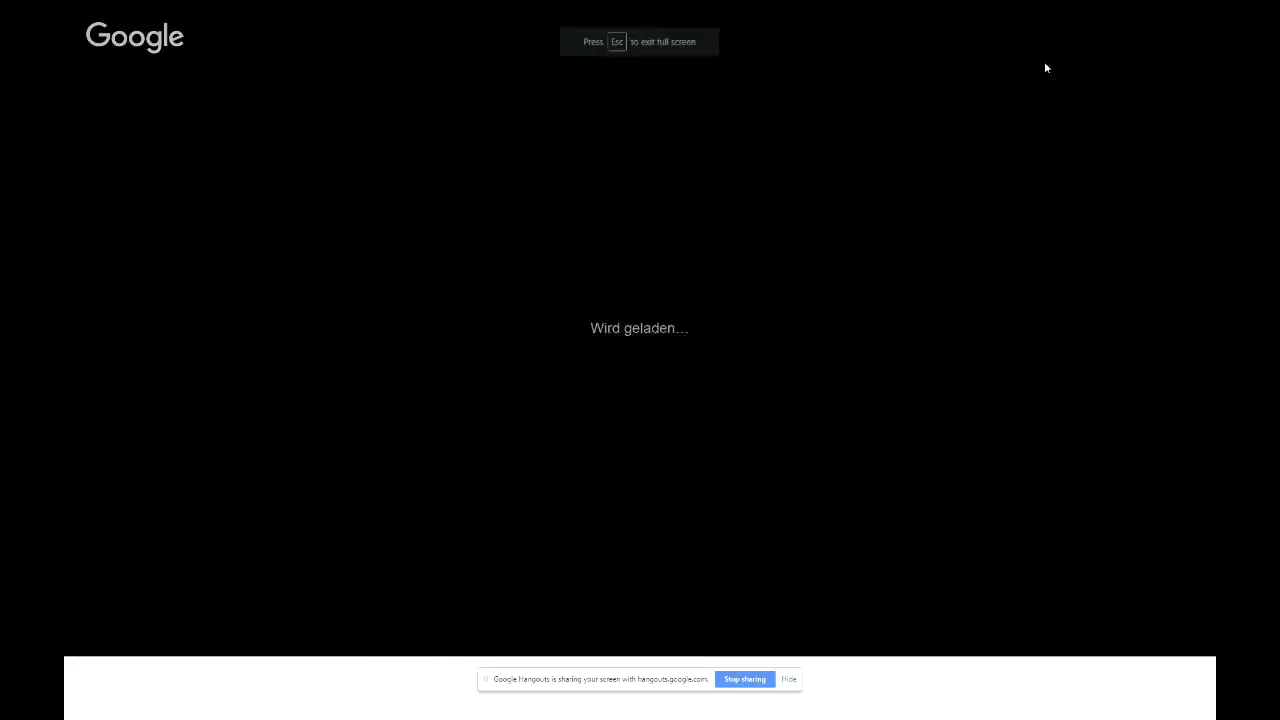 Google
Press Esc to exit full screen
Wird geladen...
Google Hangouts is sharing your screen with hangouts.google.com. Stop sharing Hide